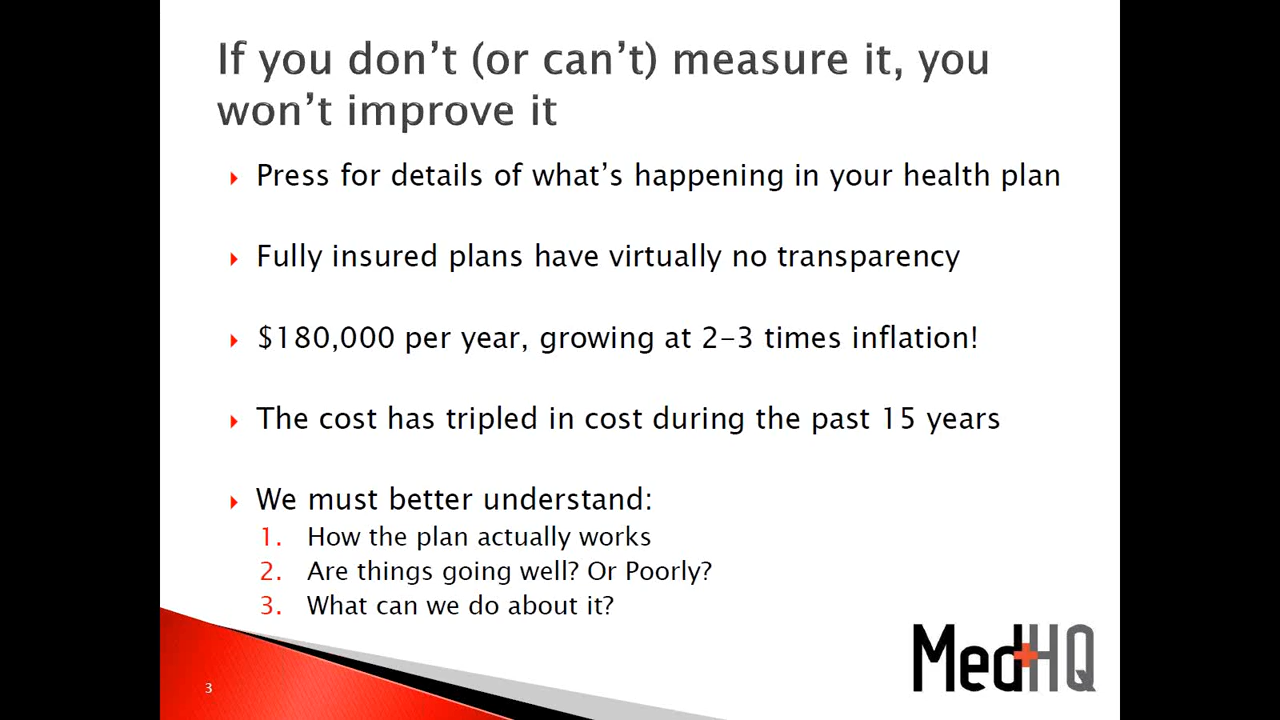 If you don’t (or can’t) measure it, you
won’t improve it
Press for details of what’s happening in your health plan
Fully insured plans have virtually no transparency
$180,000 per year, growing at 2-3 times inflation!
The cost has tripled in cost during the past 15 years
We must better understand:
1. How the plan actually works
2. Are things going well? Or Poorly?
3. What can we do about it?
MedHQ
3